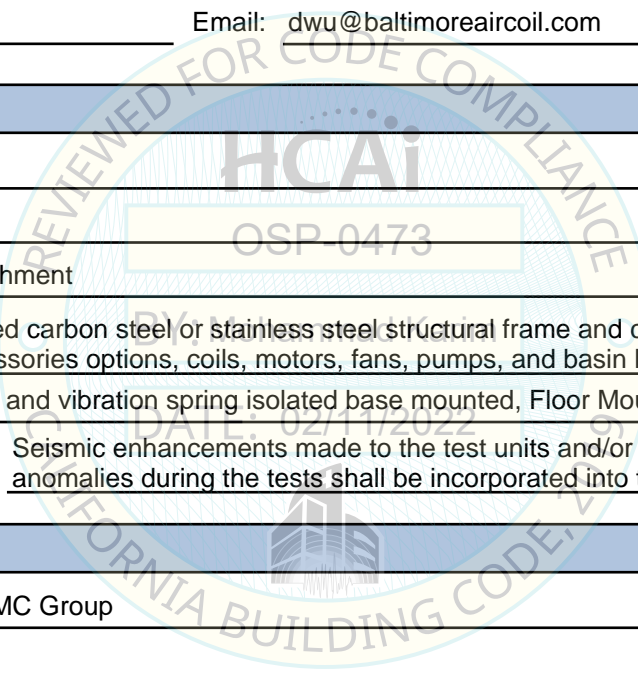 Email: dwu@baltimoreaircoil.com
REVIEWED FOR CODE COMPLIANCE
HCAi
OSP-0473
hment
BY: Mohammad Karim
ed carbon steel or stainless steel structural frame and
ssories options, coils, motors, fans, pumps, and basin
and vibration spring isolated base mounted, Floor Mou
DATE: 02/11/2022
Seismic enhancements made to the test units and/or
anomalies during the tests shall be incorporated into
MC Group
CALIFORNIA BUILDING CODE, 2019